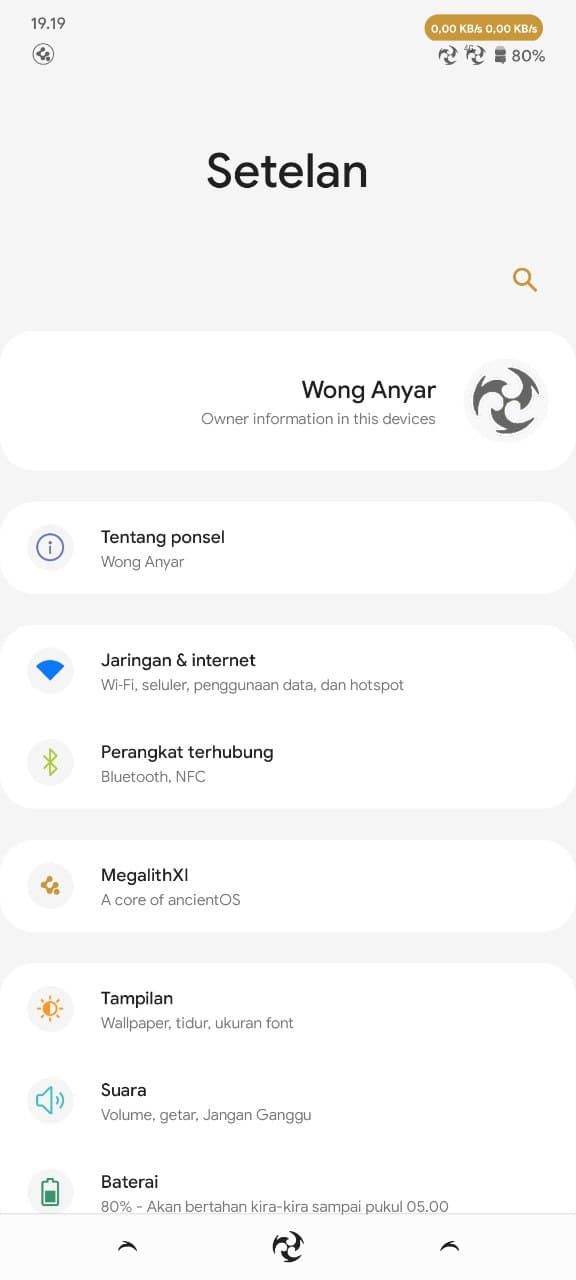 19.19
0,00 KB/s 0,00 KB/s
4G
80%
Setelan
Wong Anyar
Owner information in this devices
Tentang ponsel
Wong Anyar
Jaringan & internet
Wi-Fi, seluler, penggunaan data, dan hotspot
Perangkat terhubung
Bluetooth, NFC
MegalithXI
A core of ancientOS
Tampilan
Wallpaper, tidur, ukuran font
Suara
Volume, getar, Jangan Ganggu
Baterai
80% - Akan bertahan kira-kira sampai pukul 05.00